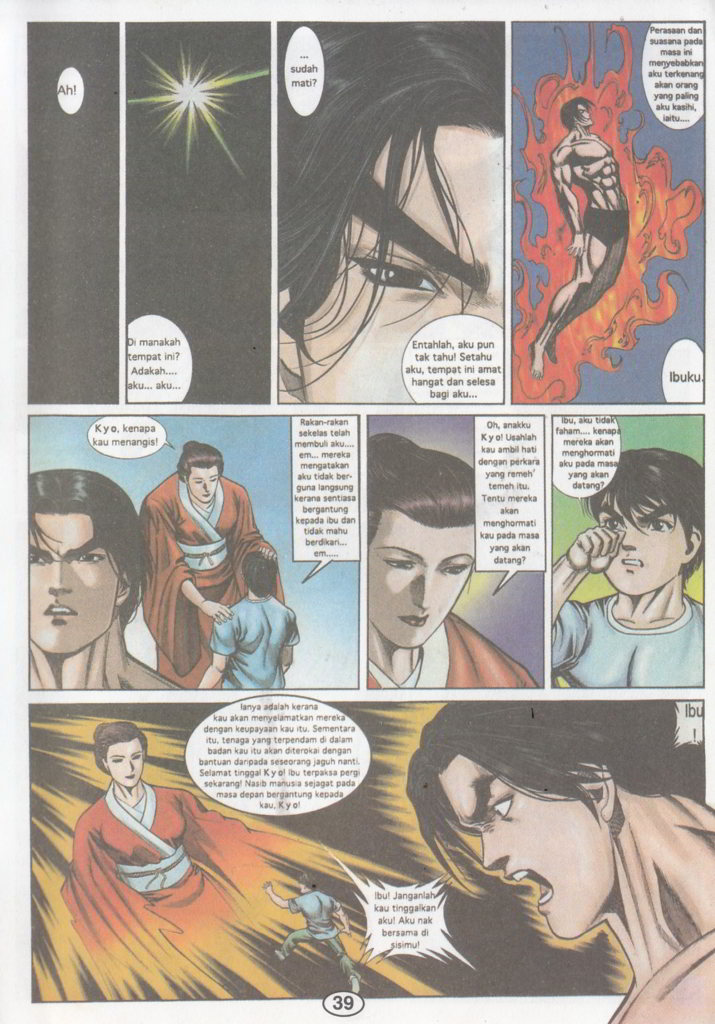 Ah!
Di manakah
tempat ini?
Adakah....
aku... aku...
...
sudah
mati?
Entahlah, aku pun
tak tahu! Setahu
aku, tempat ini amat
hangat dan selesa
bagi aku...
Perasaan dan
suasana pada
masa ini
menyebabkan
aku terkenang
akan orang
yang paling
aku kasihi,
iaitu....
Ibuku.
Kyo, kenapa
kau menangis!
Rakan-rakan
sekelas telah
membuli aku....
em... mereka
mengatakan
aku tidak ber-
guna langsung
kerana sentiasa
bergantung
kepada ibu dan
tidak mahu
berdikari...
em.....
Oh, anakku
Kyo! Usahlah
kau ambil hati
dengan perkara
yang remeh'
temeh itu.
Tentu mereka
akan
menghormati
kau pada masa
yang akan
datang?
Ibu, aku tidak
faham.... kenapa
mereka akan
menghormati
aku pada masa
yang akan
datang?
Ianya adalah kerana
kau akan menyelamatkan mereka
dengan keupayaan kau itu. Sementara
itu, tenaga yang terpendam di dalam
badan kau itu akan diterokai dengan
bantuan daripada seseorang jaguh nanti.
Selamat tinggal Kyo! Ibu terpaksa pergi
sekarang! Nasib manusia sejagat pada
masa depan bergantung kepada
kau, Kyo!
Ibu! Janganlah
kau tinggalkan
aku! Aku nak
bersama di
sisimu!
Ibu
!
39